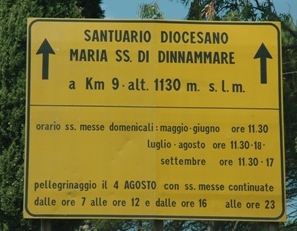 SANTUARIO DIOCESANO
MARIA SS. DI DINNAMMARE
a Km 9 - alt. 1130 m. s.l.m.
orario ss. messe domenicali: maggio-giugno ore 11.30
luglio - agosto ore 11.30-18-
settembre ore 11.30 - 17
pellegrinaggio il 4 AGOSTO con ss. messe continuate
dalle ore 7 alle ore 12 e dalle ore 16 alle ore 23